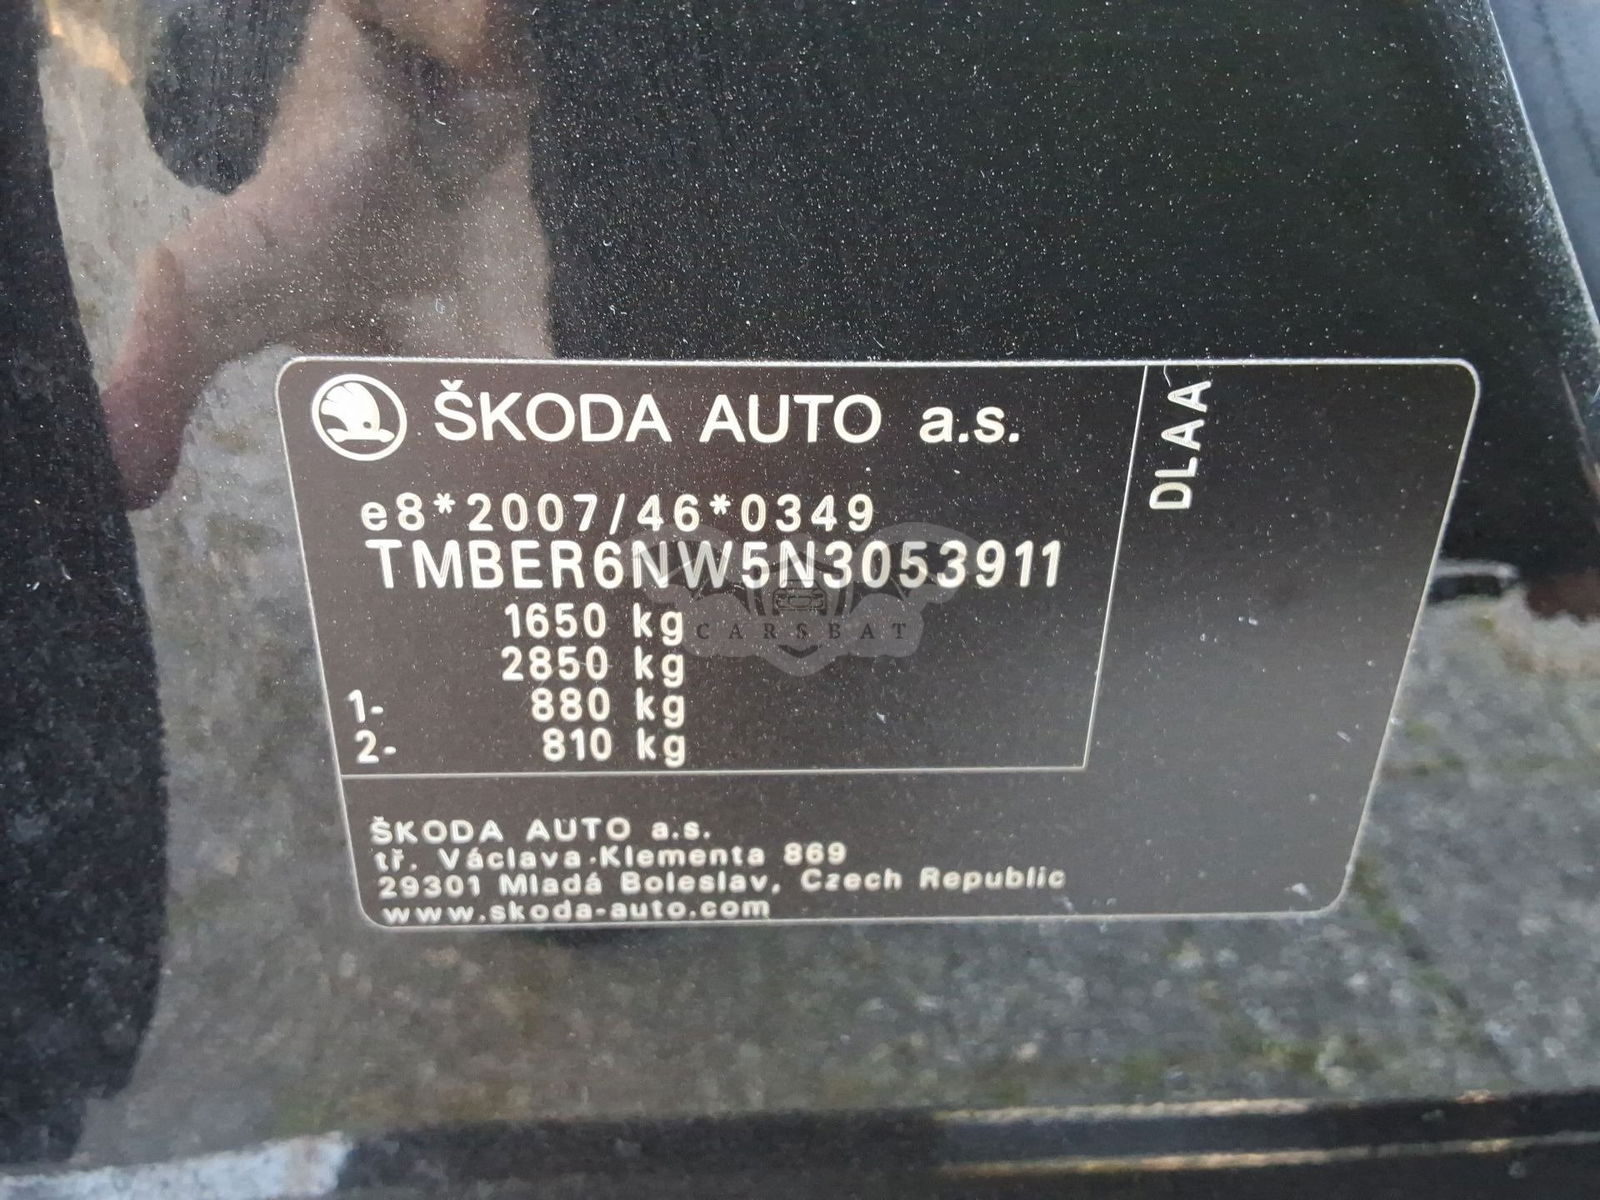 ŠKODA AUTO a.s.
DLAA
e8*2007/46*0349
TMBER6NW5N3053911
1650 kg
2850 kg
1- 880 kg
2- 810 kg
CARSBAT
ŠKODA AUTO a.s.
tř. Václava Klementa 869
29301 Mladá Boleslav, Czech Republic
www.skoda-auto.com